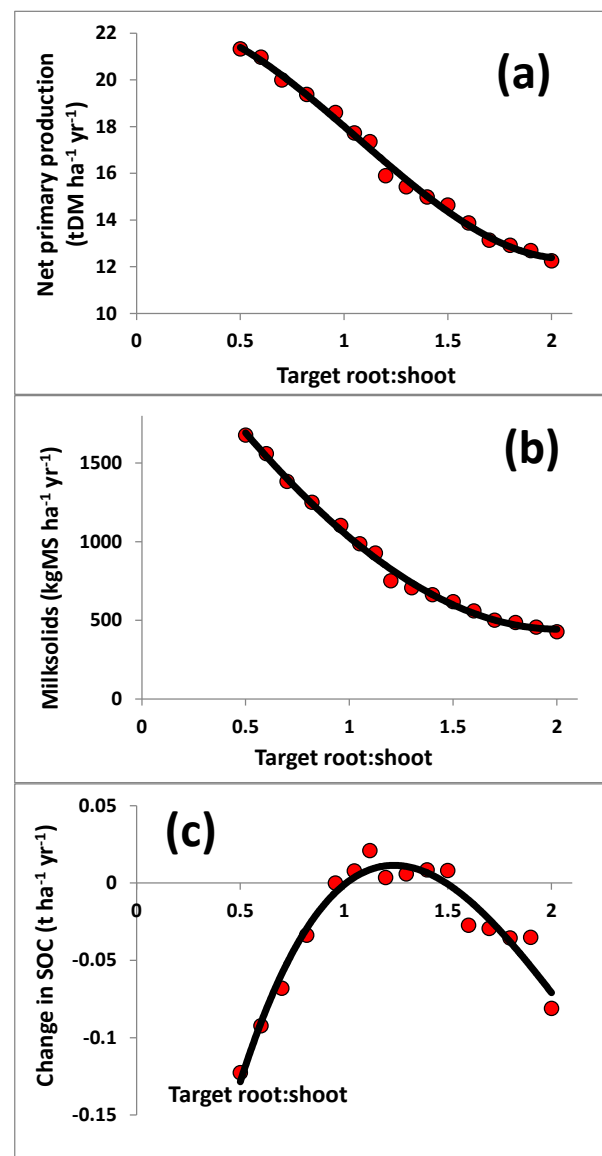 (a)
Net primary production
(tDM ha⁻¹ yr⁻¹)
22
20
18
16
14
12
10
0 0.5 1 1.5 2
Target root:shoot
(b)
Milksolids (kgMS ha⁻¹ yr⁻¹)
1500
1000
500
0
0 0.5 1 1.5 2
Target root:shoot
(c)
Change in SOC (t ha⁻¹ yr⁻¹)
0.05
0
-0.05
-0.1
-0.15
0 0.5 1 1.5 2
Target root:shoot